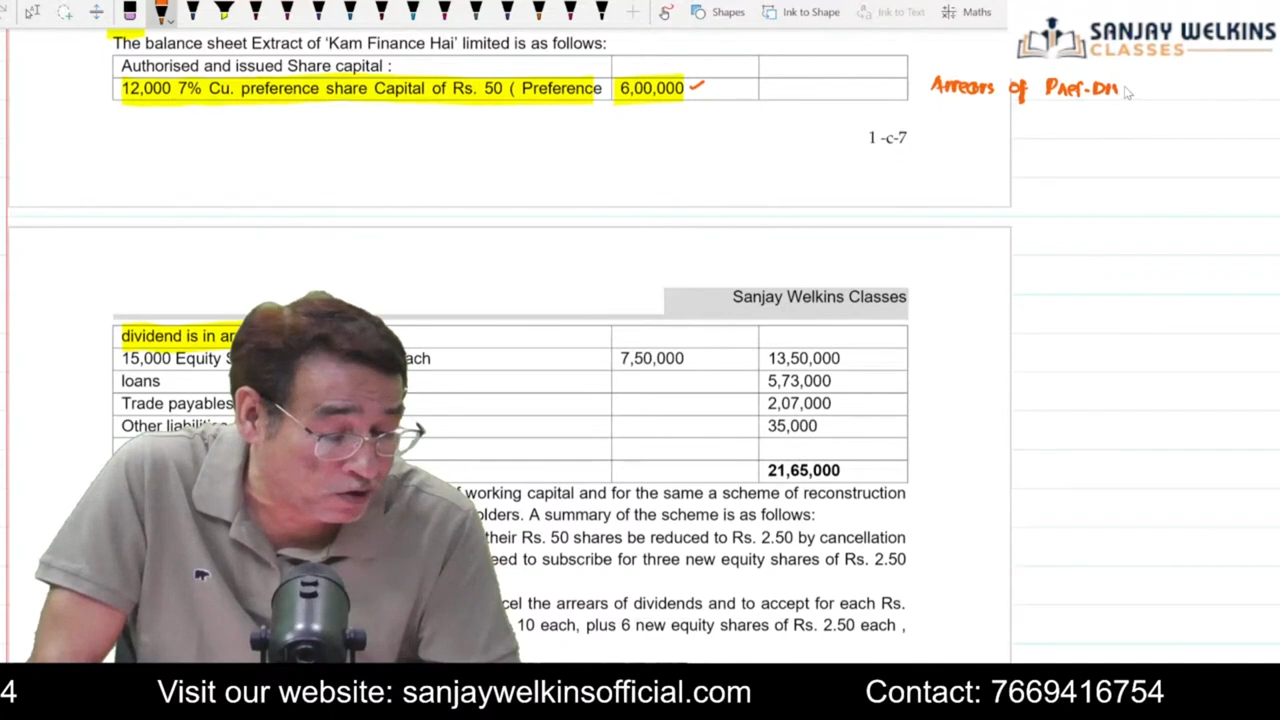 Shapes
Ink to Shape
Ink to Text
Maths
SANJAY WELKINS
CLASSES
The balance sheet Extract of 'Kam Finance Hai' limited is as follows:
Authorised and issued Share capital :
12,000 7% Cu. preference share Capital of Rs. 50 ( Preference 6,00,000
Arrears of Pref-Di
1 -c-7
Sanjay Welkins Classes
dividend is in
15,000 Equity 7,50,000 13,50,000
loans 5,73,000
Trade payables 2,07,000
Other 35,000
21,65,000
working capital and for the same a scheme of reconstruction
A summary of the scheme is as follows:
their Rs. 50 shares be reduced to Rs. 2.50 by cancellation
to subscribe for three new equity shares of Rs. 2.50
the arrears of dividends and to accept for each Rs.
10 each, plus 6 new equity shares of Rs. 2.50 each ,
4 Visit our website: sanjaywelkinsofficial.com Contact: 7669416754